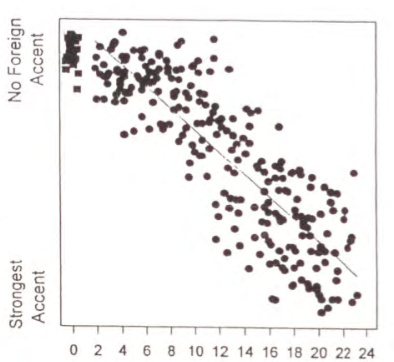 No Foreign
Accent
Strongest
Accent
0 2 4 6 8 10 12 14 16 18 20 22 24